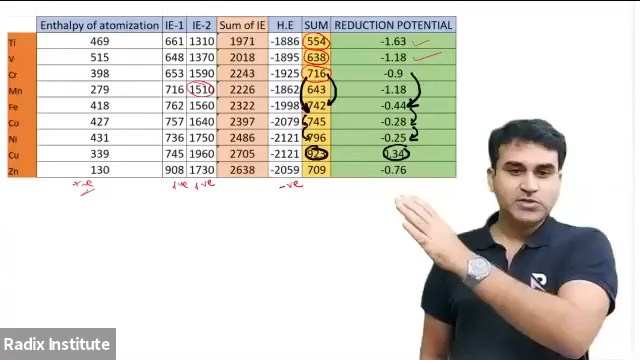 Enthalpy of atomization IE-1 IE-2 Sum of IE H.E SUM REDUCTION POTENTIAL
Ti 469 661 1310 1971 -1886 554 -1.63
V 515 648 1370 2018 -1895 638 -1.18
Cr 398 653 1590 2243 -1925 716 -0.9
Mn 279 716 1510 2226 -1862 643 -1.18
Fe 418 762 1560 2322 -1998 742 -0.44
Co 427 757 1640 2397 -2079 745 -0.28
Ni 431 736 1750 2486 -2121 796 -0.25
Cu 339 745 1960 2705 -2121 923 0.34
Zn 130 908 1730 2638 -2059 709 -0.76
+ve +ve +ve -ve
Radix Institute